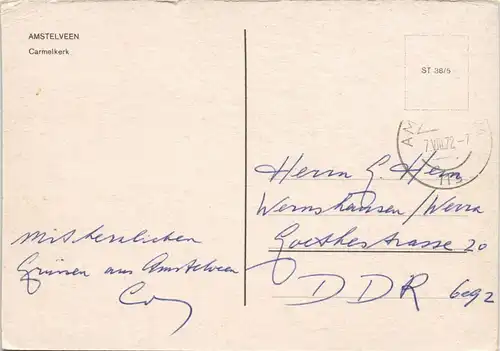 AMSTELVEEN
Carmelkerk
ST 38/5
7.VIII.72.-7
Herrn G. Hein
Wernshausen/Werra
Goethestrasse 20
DDR 6092
Mit herzlichen
Grüssen aus Amstelveen